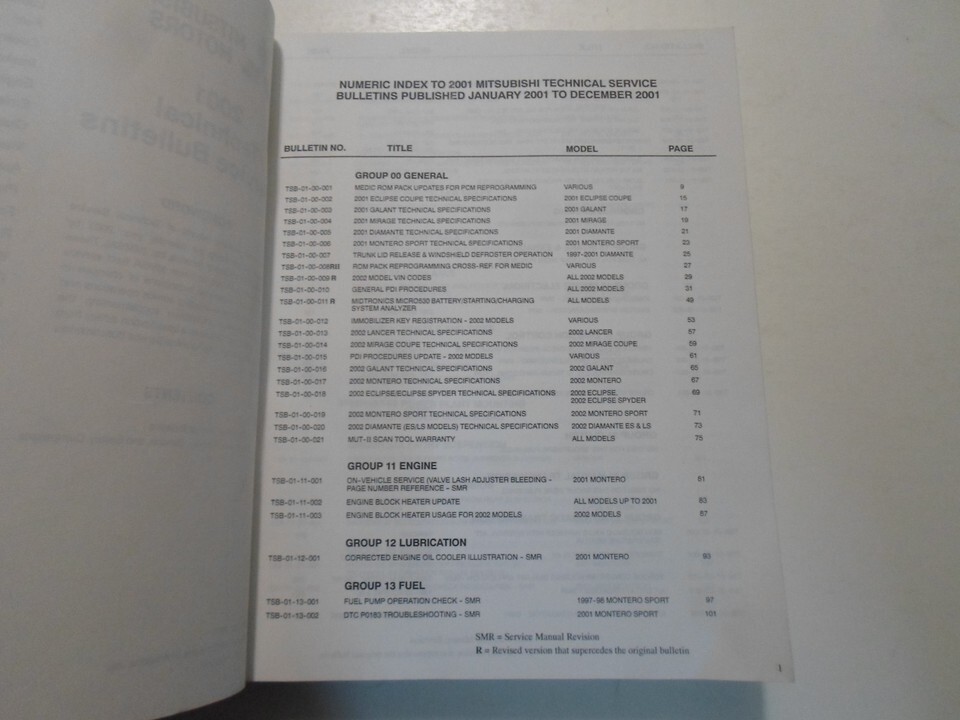 NUMERIC INDEX TO 2001 MITSUBISHI TECHNICAL SERVICE
BULLETINS PUBLISHED JANUARY 2001 TO DECEMBER 2001
BULLETIN NO. TITLE MODEL PAGE
GROUP 00 GENERAL
TSB-01-00-001 MEDIC ROM PACK UPDATES FOR PCM REPROGRAMMING VARIOUS 9
TSB-01-00-002 2001 ECLIPSE COUPE TECHNICAL SPECIFICATIONS 2001 ECLIPSE COUPE 15
TSB-01-00-003 2001 GALANT TECHNICAL SPECIFICATIONS 2001 GALANT 17
TSB-01-00-004 2001 MIRAGE TECHNICAL SPECIFICATIONS 2001 MIRAGE 19
TSB-01-00-005 2001 DIAMANTE TECHNICAL SPECIFICATIONS 2001 DIAMANTE 21
TSB-01-00-006 2001 MONTERO SPORT TECHNICAL SPECIFICATIONS 2001 MONTERO SPORT 23
TSB-01-00-007 TRUNK LID RELEASE & WINDSHIELD DEFROSTER OPERATION 1997-2001 DIAMANTE 25
TSB-01-00-008RII ROM PACK REPROGRAMMING CROSS-REF. FOR MEDIC VARIOUS 27
TSB-01-00-009 R 2002 MODEL VIN CODES ALL 2002 MODELS 29
TSB-01-00-010 GENERAL PDI PROCEDURES ALL 2002 MODELS 31
TSB-01-00-011 R MIDTRONICS MICRO530 BATTERY/STARTING/CHARGING ALL MODELS 49
SYSTEM ANALYZER
TSB-01-00-012 IMMOBILIZER KEY REGISTRATION - 2002 MODELS VARIOUS 53
TSB-01-00-013 2002 LANCER TECHNICAL SPECIFICATIONS 2002 LANCER 57
TSB-01-00-014 2002 MIRAGE COUPE TECHNICAL SPECIFICATIONS 2002 MIRAGE COUPE 59
TSB-01-00-015 PDI PROCEDURES UPDATE - 2002 MODELS VARIOUS 61
TSB-01-00-016 2002 GALANT TECHNICAL SPECIFICATIONS 2002 GALANT 65
TSB-01-00-017 2002 MONTERO TECHNICAL SPECIFICATIONS 2002 MONTERO 67
TSB-01-00-018 2002 ECLIPSE/ECLIPSE SPYDER TECHNICAL SPECIFICATIONS 2002 ECLIPSE, 69
2002 ECLIPSE SPYDER
TSB-01-00-019 2002 MONTERO SPORT TECHNICAL SPECIFICATIONS 2002 MONTERO SPORT 71
TSB-01-00-020 2002 DIAMANTE (ES/LS MODELS) TECHNICAL SPECIFICATIONS 2002 DIAMANTE ES & LS 73
TSB-01-00-021 MUT-II SCAN TOOL WARRANTY ALL MODELS 75
GROUP 11 ENGINE
TSB-01-11-001 ON-VEHICLE SERVICE (VALVE LASH ADJUSTER BLEEDING - 2001 MONTERO 81
PAGE NUMBER REFERENCE - SMR
TSB-01-11-002 ENGINE BLOCK HEATER UPDATE ALL MODELS UP TO 2001 83
TSB-01-11-003 ENGINE BLOCK HEATER USAGE FOR 2002 MODELS 2002 MODELS 87
GROUP 12 LUBRICATION
TSB-01-12-001 CORRECTED ENGINE OIL COOLER ILLUSTRATION - SMR 2001 MONTERO 93
GROUP 13 FUEL
TSB-01-13-001 FUEL PUMP OPERATION CHECK - SMR 1997-98 MONTERO SPORT 97
TSB-01-13-002 DTC P0183 TROUBLESHOOTING - SMR 2001 MONTERO SPORT 101
SMR = Service Manual Revision
R = Revised version that supercedes the original bulletin
1